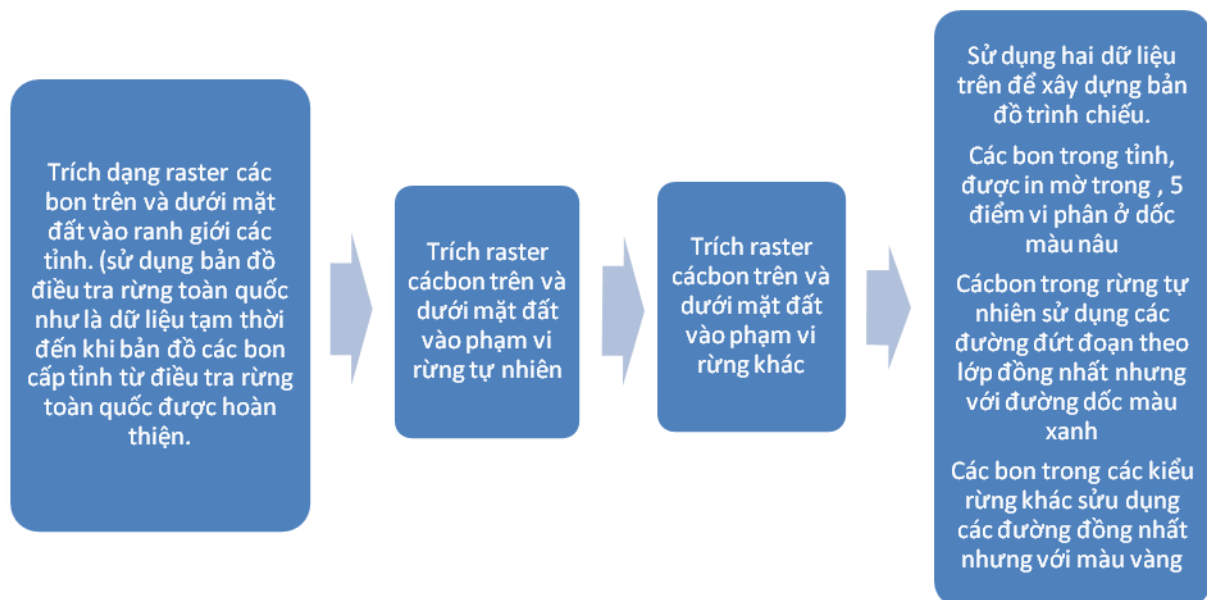 Trích dạng raster các
bon trên và dưới mặt
đất vào ranh giới các
tỉnh. (sử dụng bản đồ
điều tra rừng toàn quốc
như là dữ liệu tạm thời
đến khi bản đồ các bon
cấp tỉnh từ điều tra rừng
toàn quốc được hoàn
thiện.
Trích raster
cácbon trên và
dưới mặt đất
vào phạm vi
rừng tự nhiên
Trích raster
cácbon trên và
dưới mặt đất
vào phạm vi
rừng khác
Sử dụng hai dữ liệu
trên để xây dựng bản
đồ trình chiếu.
Các bon trong tỉnh,
được in mờ trong , 5
điểm vi phân ở dốc
màu nâu
Cácbon trong rừng tự
nhiên sử dụng các
đường đứt đoạn theo
lớp đồng nhất nhưng
với đường dốc màu
xanh
Các bon trong các kiểu
rừng khác sửu dụng
các đường đồng nhất
nhưng với màu vàng